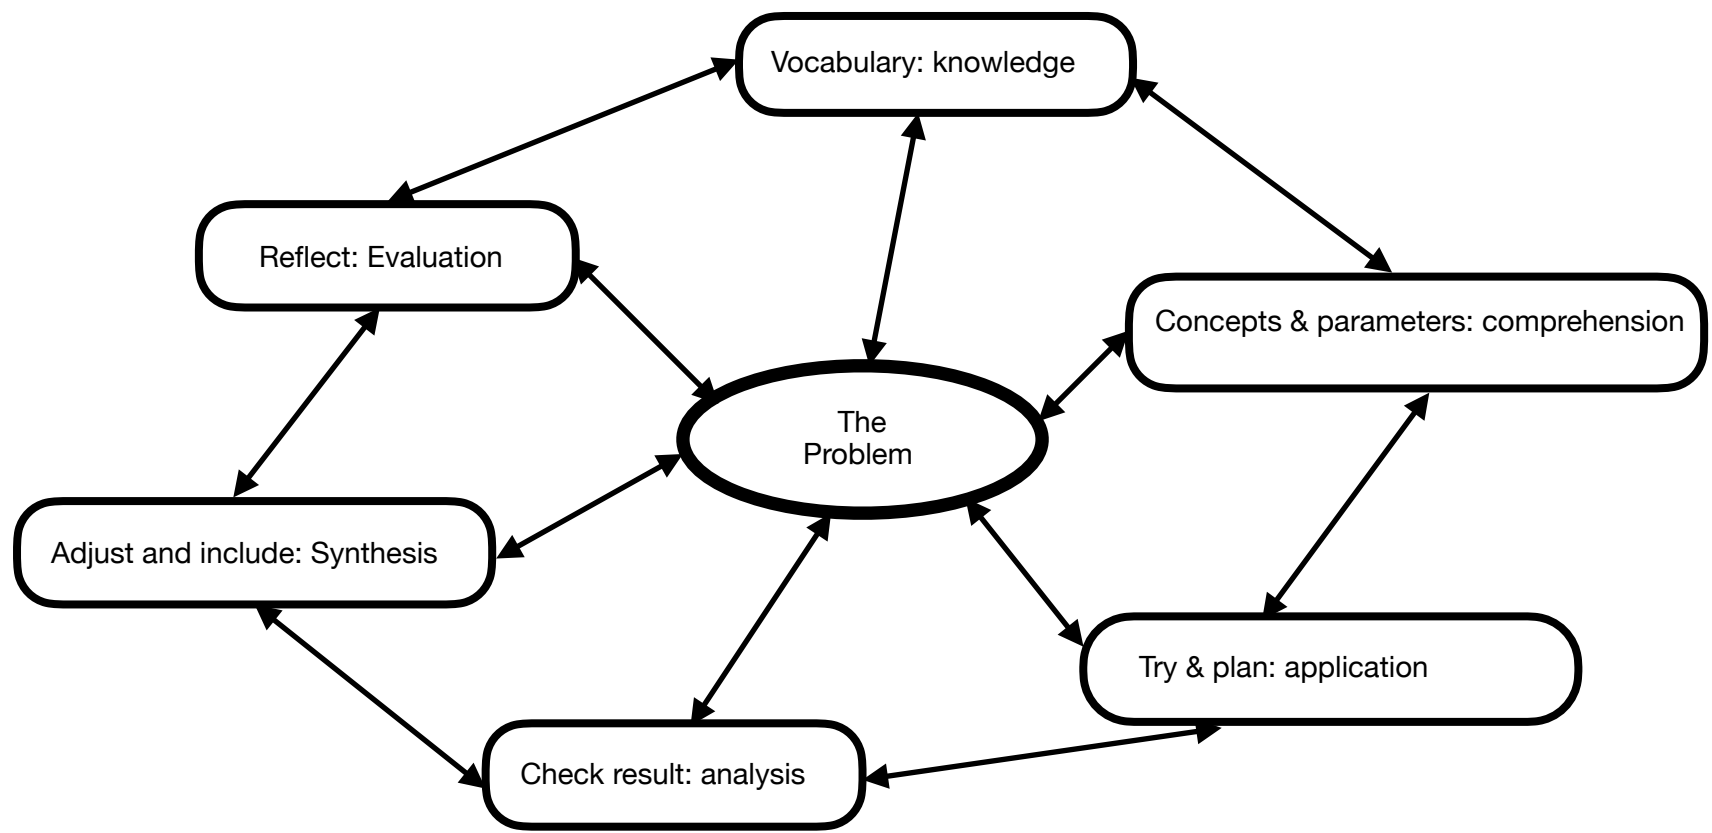 Vocabulary: knowledge
Reflect: Evaluation
Concepts & parameters: comprehension
The
Problem
Adjust and include: Synthesis
Try & plan: application
Check result: analysis